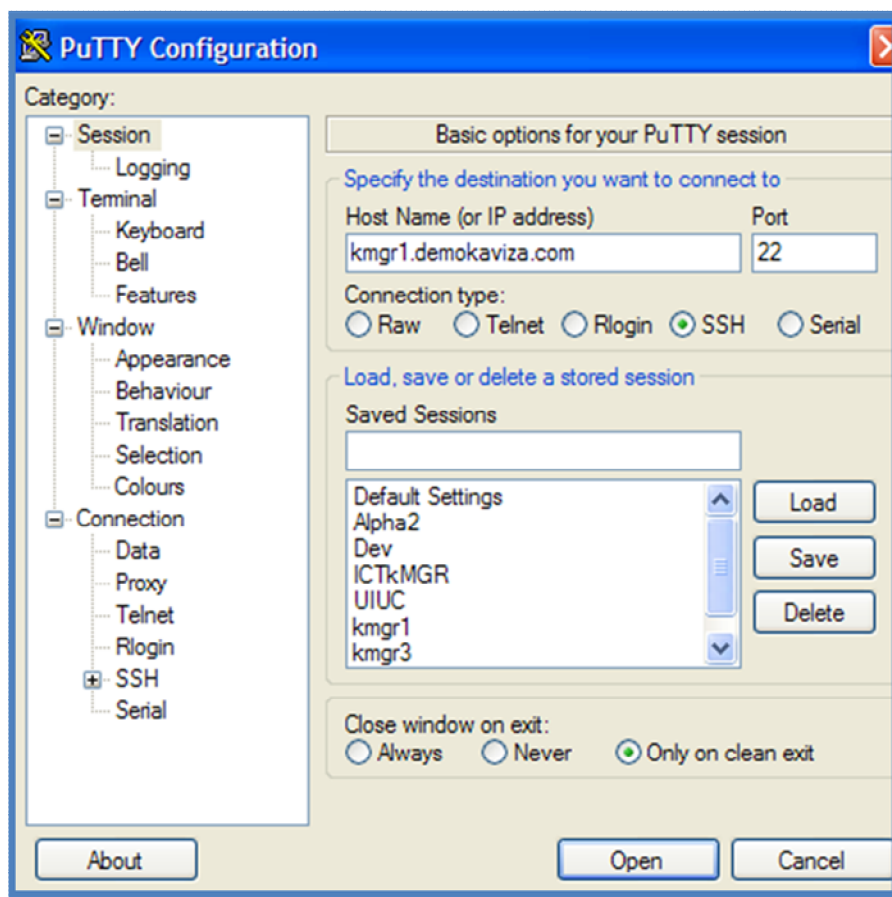 PuTTY Configuration
Category:
Session
Logging
Terminal
Keyboard
Bell
Features
Window
Appearance
Behaviour
Translation
Selection
Colours
Connection
Data
Proxy
Telnet
Rlogin
SSH
Serial
Basic options for your PuTTY session
Specify the destination you want to connect to
Host Name (or IP address) Port
kmgr1.demokaviza.com 22
Connection type:
Raw Telnet Rlogin SSH Serial
Load, save or delete a stored session
Saved Sessions
Default Settings
Alpha2
Dev
ICTkMGR
UIUC
kmgr1
kmgr3
Load
Save
Delete
Close window on exit:
Always Never Only on clean exit
About Open Cancel